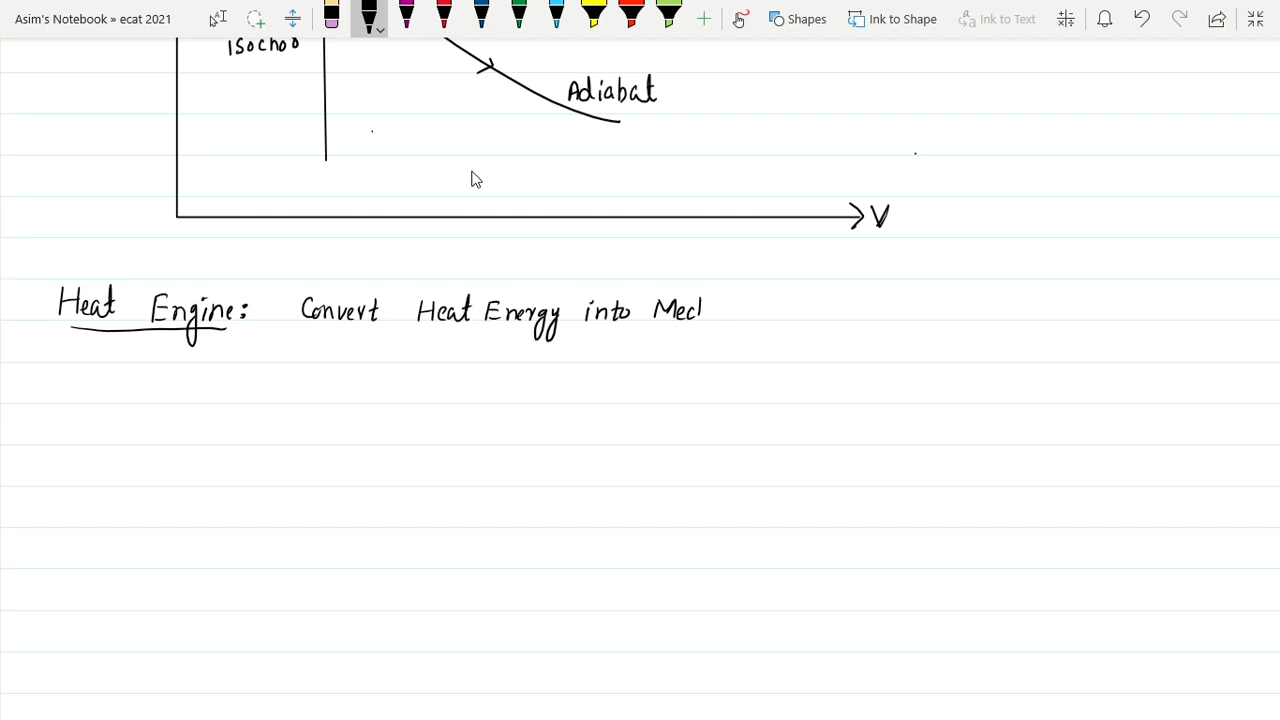 Asim's Notebook » ecat 2021
Shapes
Ink to Shape
Ink to Text
Isochor
Adiabat
V
Heat Engine: Convert Heat Energy into Mecl